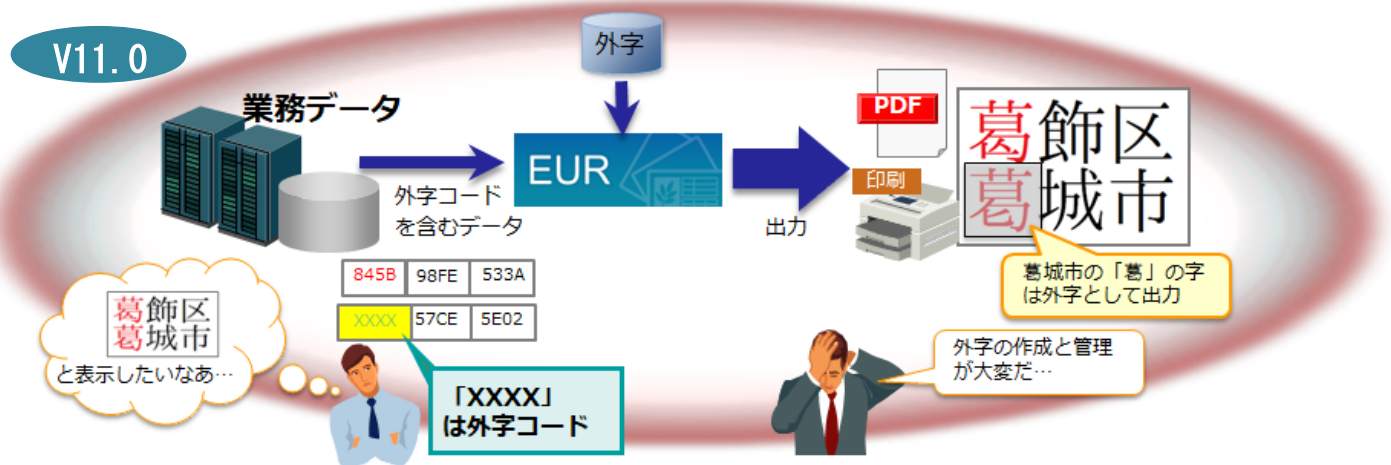 V11.0
外字
業務データ
EUR
外字コード
を含むデータ
出力
PDF
印刷
葛飾区
葛城市
葛城市の「葛」の字
は外字として出力
845B 98FE 533A
XXXX 57CE 5E02
葛飾区
葛城市
と表示したいなあ…
「XXXX」
は外字コード
外字の作成と管理
が大変だ…